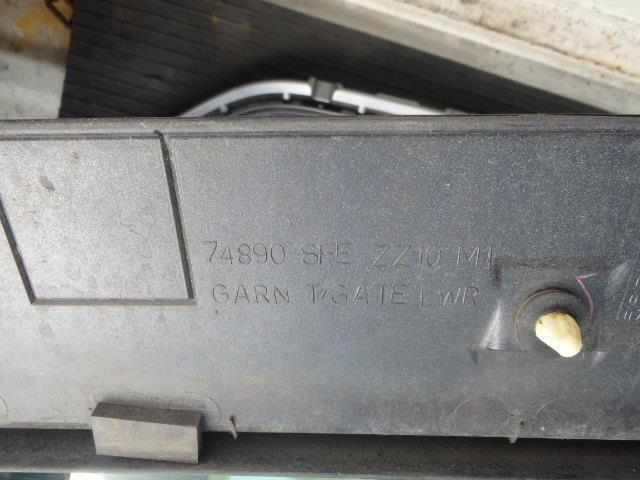 74890 SFE ZZ10 M1
GARN T/GATE LWR